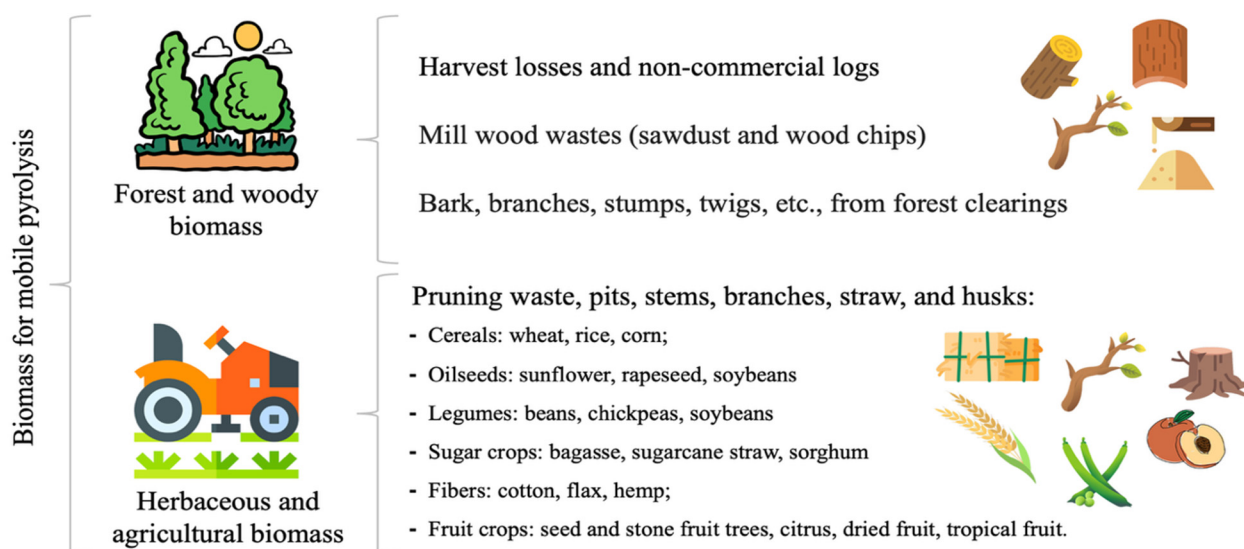 Biomass for mobile pyrolysis
Forest and woody
biomass
Harvest losses and non-commercial logs
Mill wood wastes (sawdust and wood chips)
Bark, branches, stumps, twigs, etc., from forest clearings
Herbaceous and
agricultural biomass
Pruning waste, pits, stems, branches, straw, and husks:
- Cereals: wheat, rice, corn;
- Oilseeds: sunflower, rapeseed, soybeans
- Legumes: beans, chickpeas, soybeans
- Sugar crops: bagasse, sugarcane straw, sorghum
- Fibers: cotton, flax, hemp;
- Fruit crops: seed and stone fruit trees, citrus, dried fruit, tropical fruit.